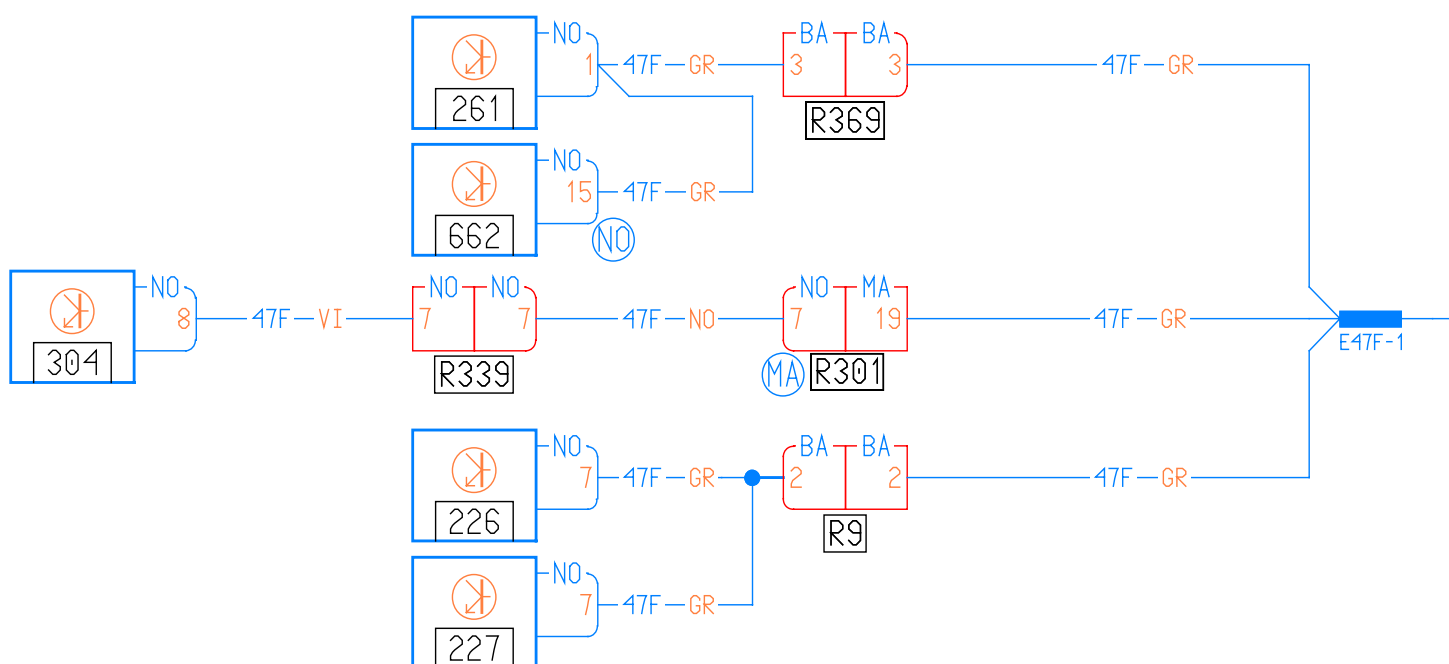 NO BA BA
1 47F GR 3 3 47F GR
261 R369
NO
15 47F GR
662 NO
NO NO NO NO MA
8 47F VI 7 7 47F NO 7 19 47F GR
E47F-1
304 R339 MA R301
NO BA BA
7 47F GR 2 2 47F GR
226 R9
NO
7 47F GR
227